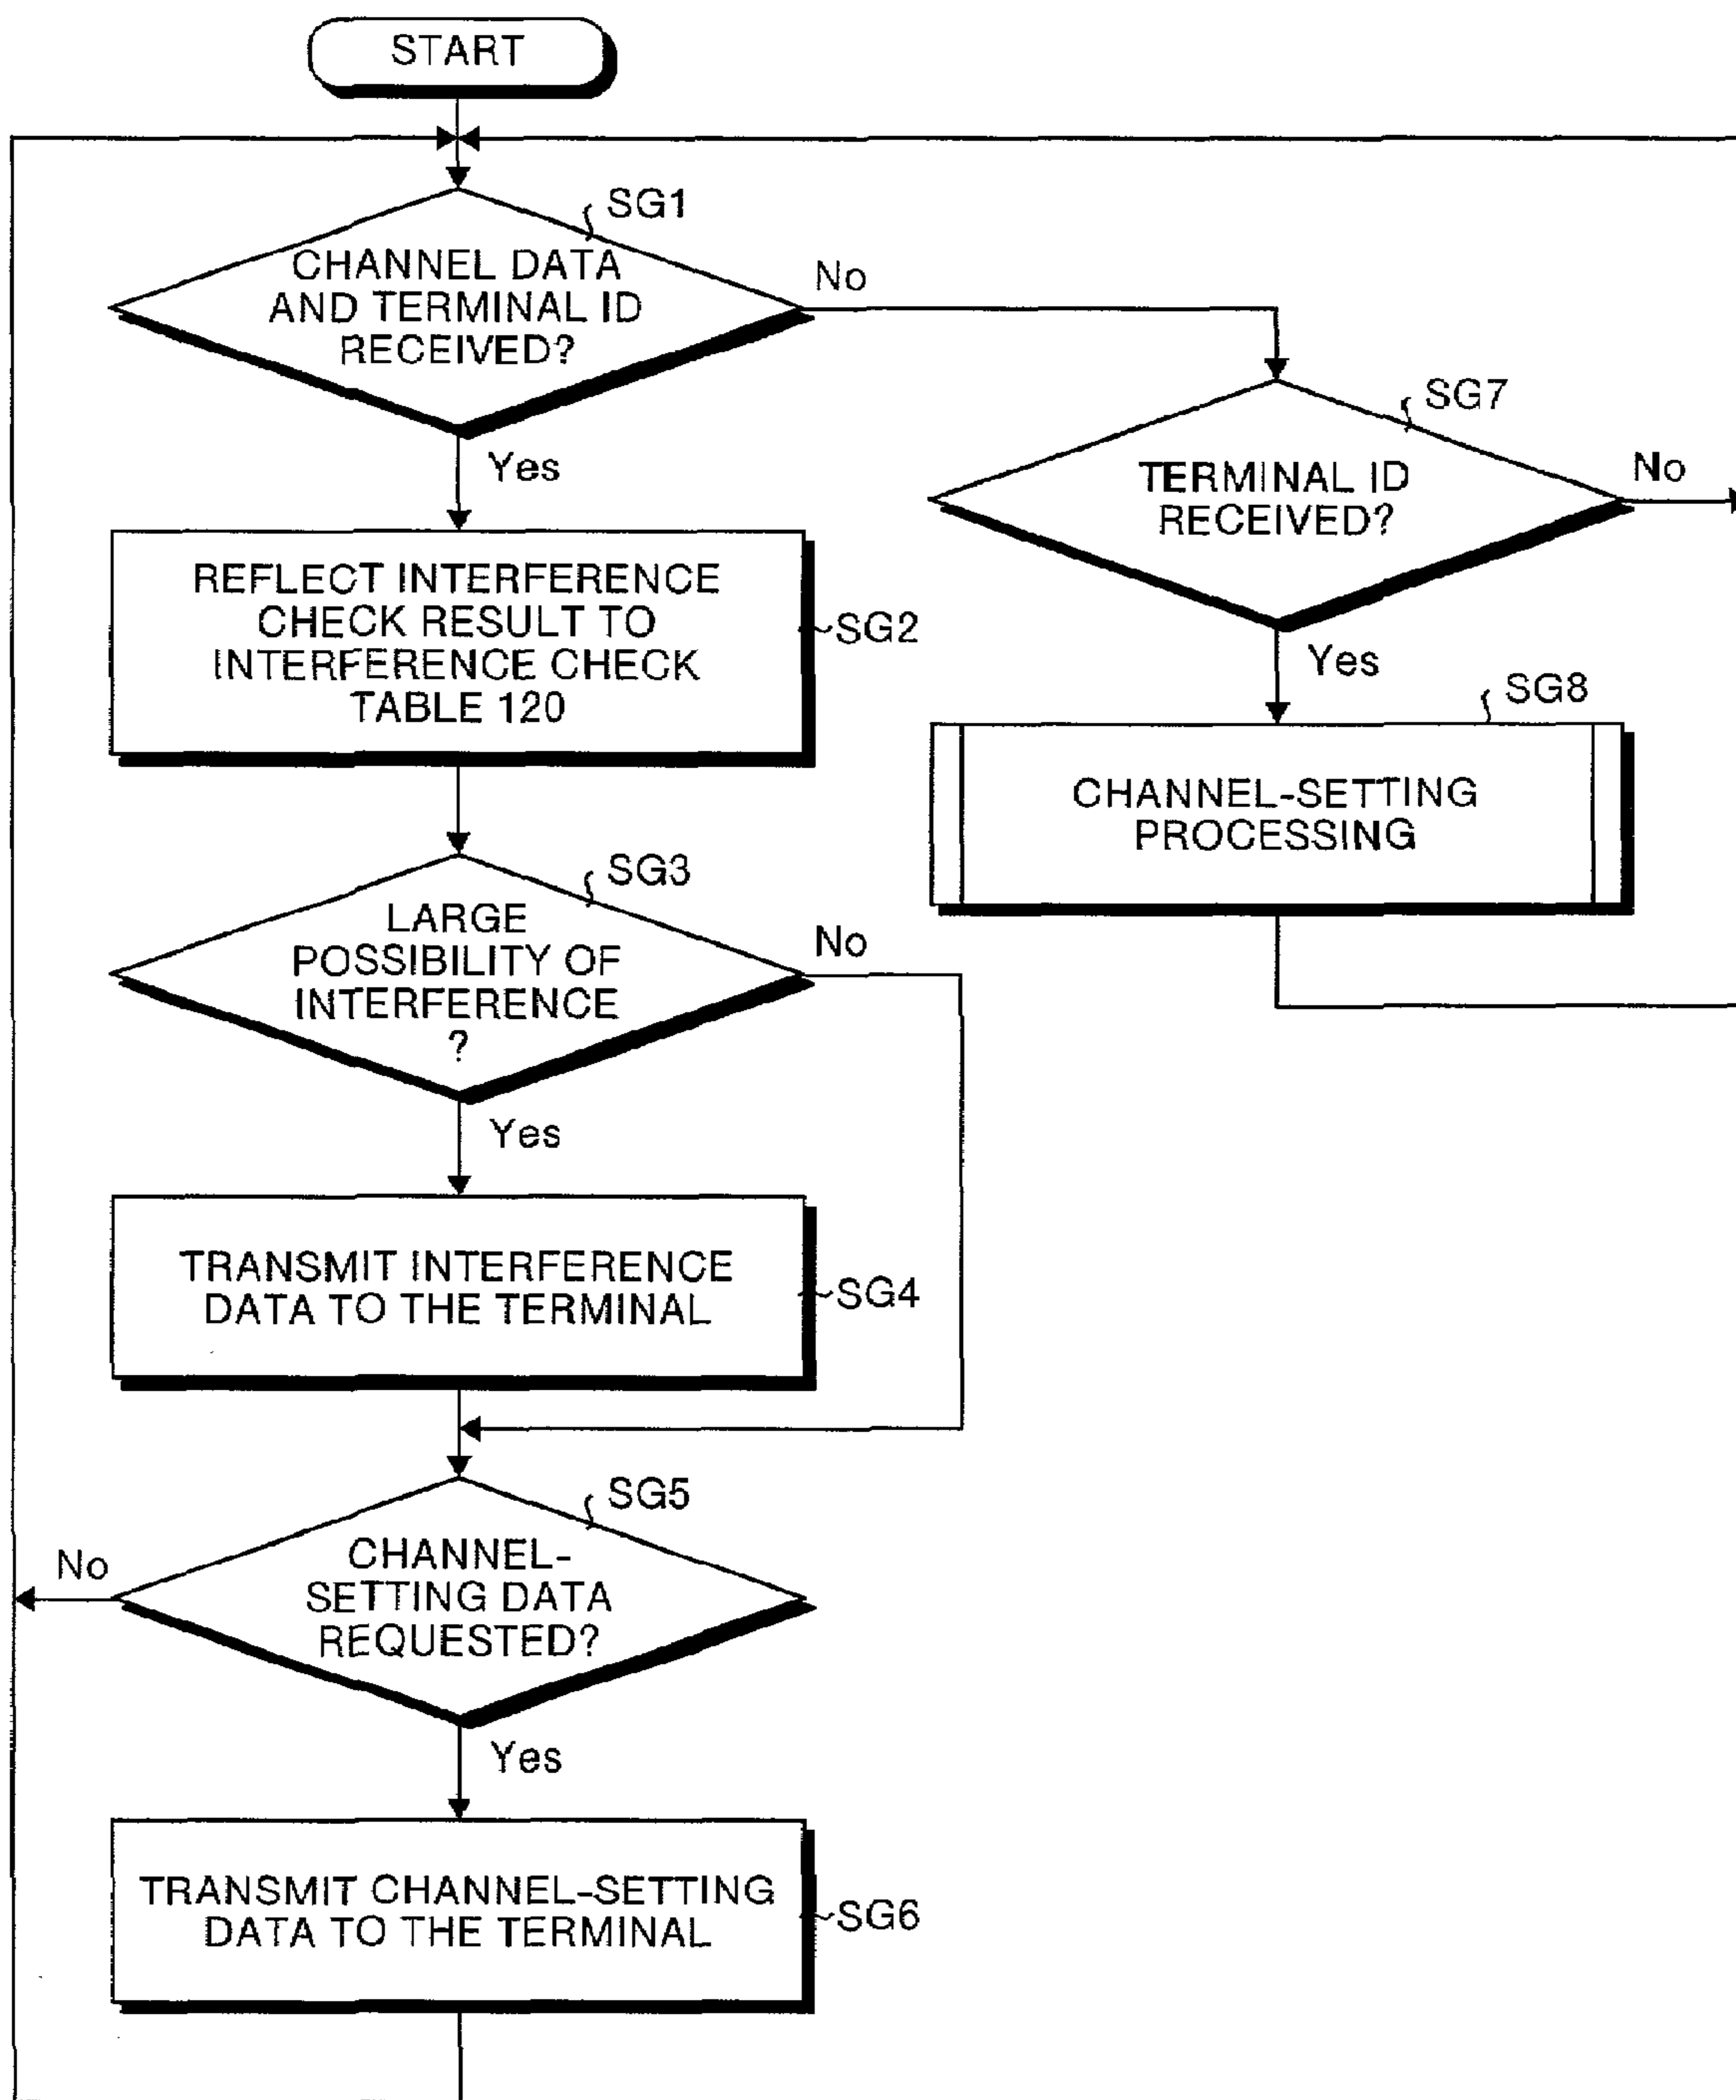 START
SG1
CHANNEL DATA
AND TERMINAL ID
RECEIVED?
No
Yes
SG7
TERMINAL ID
RECEIVED?
No
Yes
REFLECT INTERFERENCE
CHECK RESULT TO
INTERFERENCE CHECK
TABLE 120
SG2
SG8
CHANNEL-SETTING
PROCESSING
SG3
LARGE
POSSIBILITY OF
INTERFERENCE
?
No
Yes
TRANSMIT INTERFERENCE
DATA TO THE TERMINAL
SG4
SG5
CHANNEL-
SETTING DATA
REQUESTED?
No
Yes
TRANSMIT CHANNEL-SETTING
DATA TO THE TERMINAL
SG6